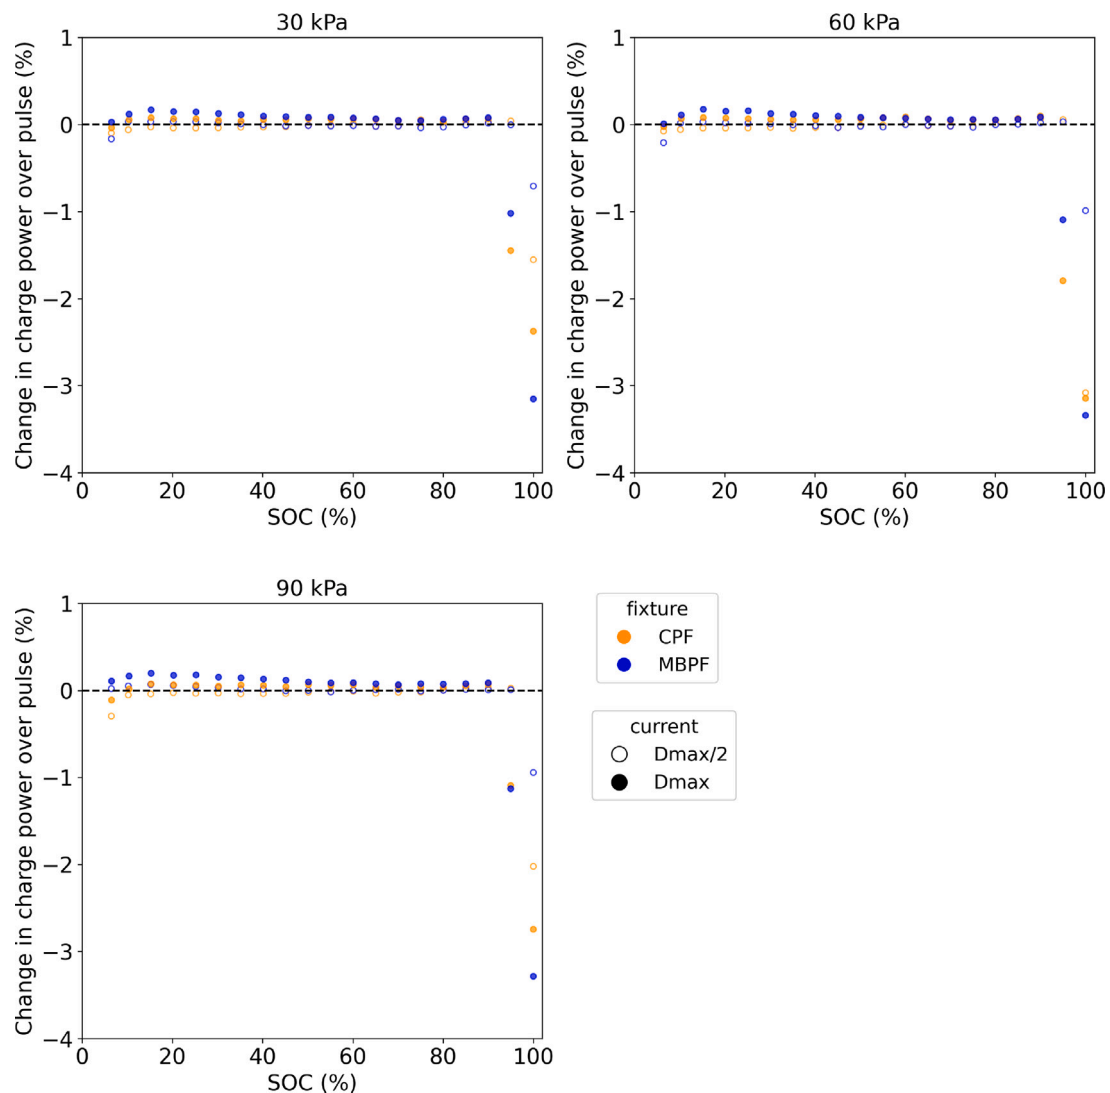 30 kPa
Change in charge power over pulse (%)
1
0
−1
−2
−3
−4
0 20 40 60 80 100
SOC (%)
60 kPa
Change in charge power over pulse (%)
1
0
−1
−2
−3
−4
0 20 40 60 80 100
SOC (%)
90 kPa
Change in charge power over pulse (%)
1
0
−1
−2
−3
−4
0 20 40 60 80 100
SOC (%)
fixture
CPF
MBPF
current
Dmax/2
Dmax